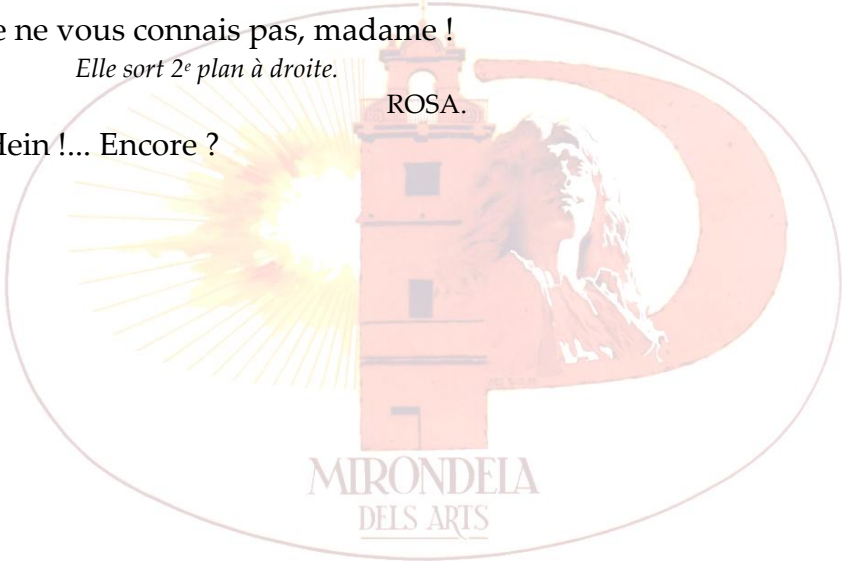 e ne vous connais pas, madame !
Elle sort 2e plan à droite.
ROSA.
Hein !... Encore ?
MIRONDELA
DELS ARTS